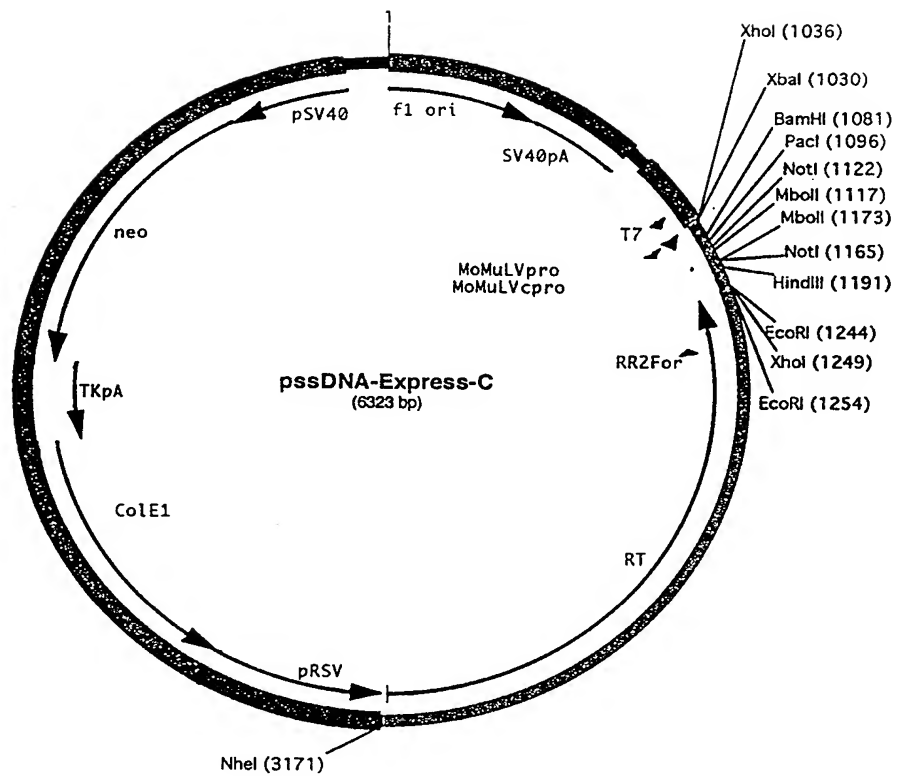 1
XhoI (1036)
XbaI (1030)
BamHI (1081)
PacI (1096)
NotI (1122)
MboII (1117)
MboII (1173)
NotI (1165)
HindIII (1191)
EcoRI (1244)
XhoI (1249)
EcoRI (1254)
pSV40
f1 ori
SV40pA
T7
MoMuLVpro
MoMuLVcpro
neo
RR2For
TKpA
pssDNA-Express-C
(6323 bp)
ColE1
RT
pRSV
NheI (3171)